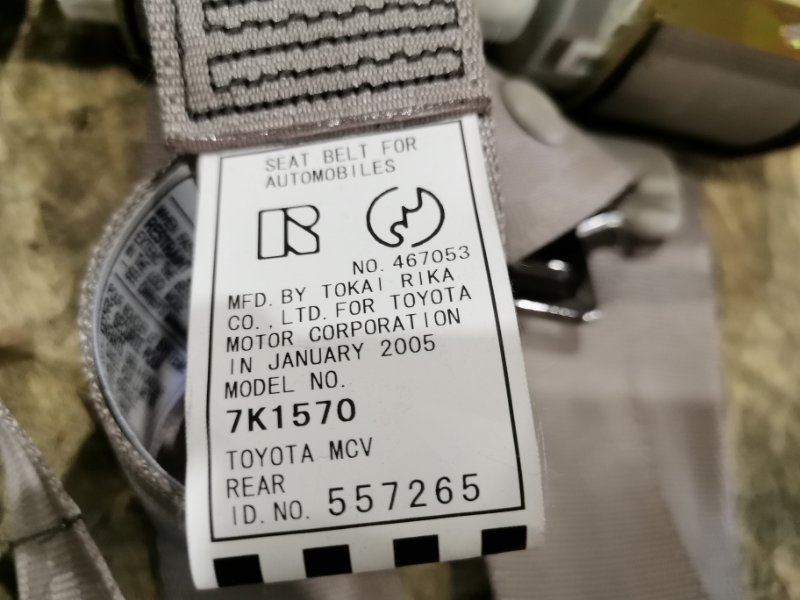 SEAT BELT FOR
AUTOMOBILES
R
NO. 467053
MFD. BY TOKAI RIKA
CO.,LTD. FOR TOYOTA
MOTOR CORPORATION
IN JANUARY 2005
MODEL NO.
7K1570
TOYOTA MCV
REAR
ID. NO. 557265